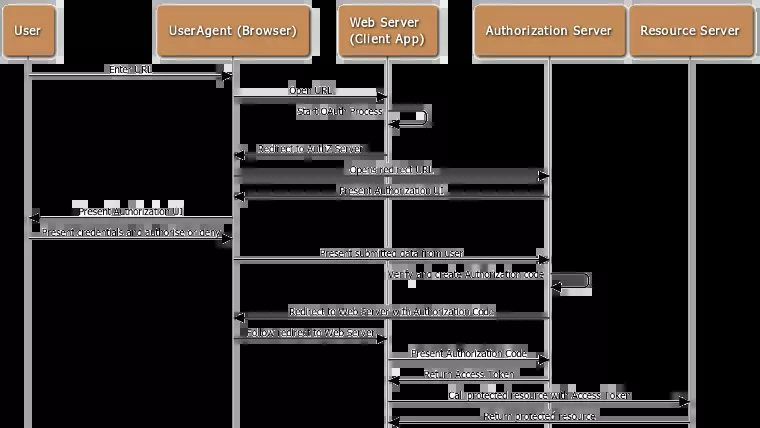 User
UserAgent (Browser)
Web Server
(Client App)
Authorization Server
Resource Server
Enter URL
Open URL
Start OAuth Process
Redirect to AuthZ Server
Opens redirect URL
Present Authorization UI
Present Authorization UI
Present credentials and authorise or deny
Present submitted data from user
Verify and create Authorization code
Redirect to Web Server with Authorization Code
Follow redirect to Web Server
Present Authorization Code
Return Access Token
Call protected resource with Access Token
Return protected resource